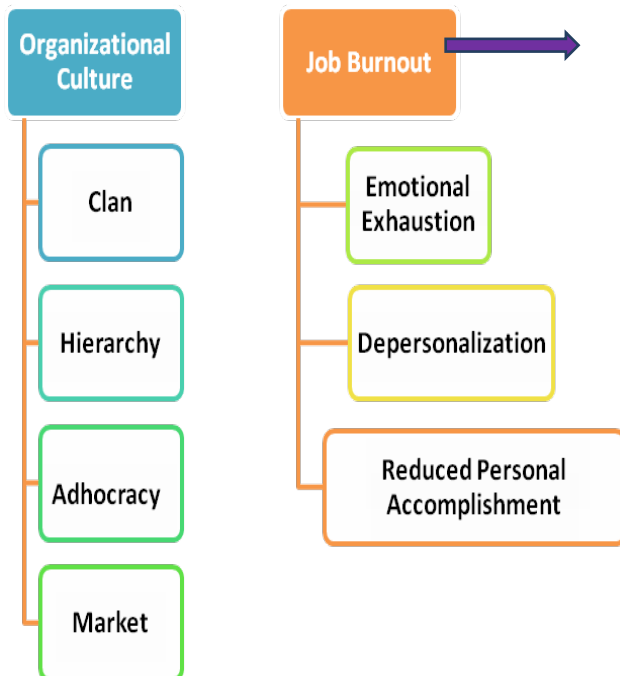 Organizational
Culture
Clan
Hierarchy
Adhocracy
Market
Job Burnout
Emotional
Exhaustion
Depersonalization
Reduced Personal
Accomplishment